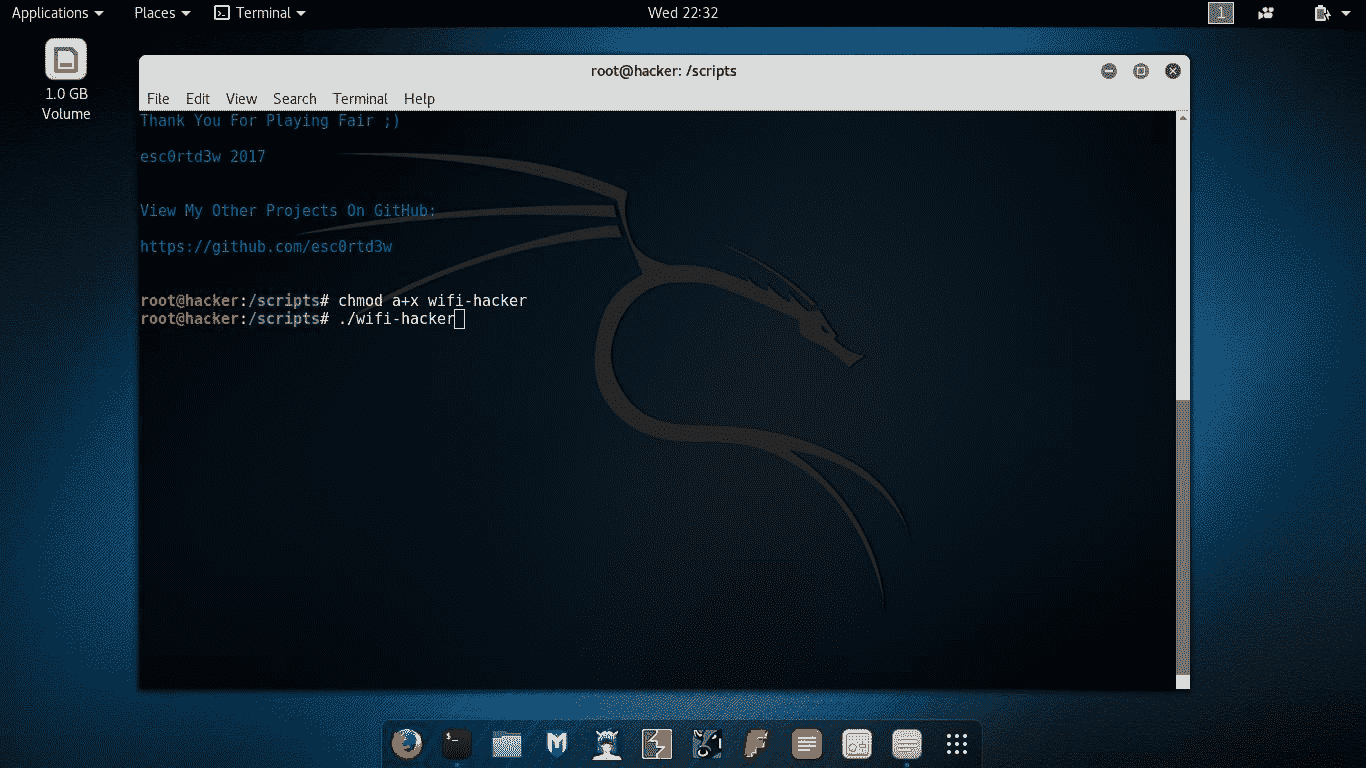 Applications Places Terminal Wed 22:32 1
1.0 GB
Volume
root@hacker: /scripts
File Edit View Search Terminal Help
Thank You For Playing Fair ;)
esc0rtd3w 2017
View My Other Projects On GitHub:
https://github.com/esc0rtd3w
root@hacker:/scripts# chmod a+x wifi-hacker
root@hacker:/scripts# ./wifi-hacker